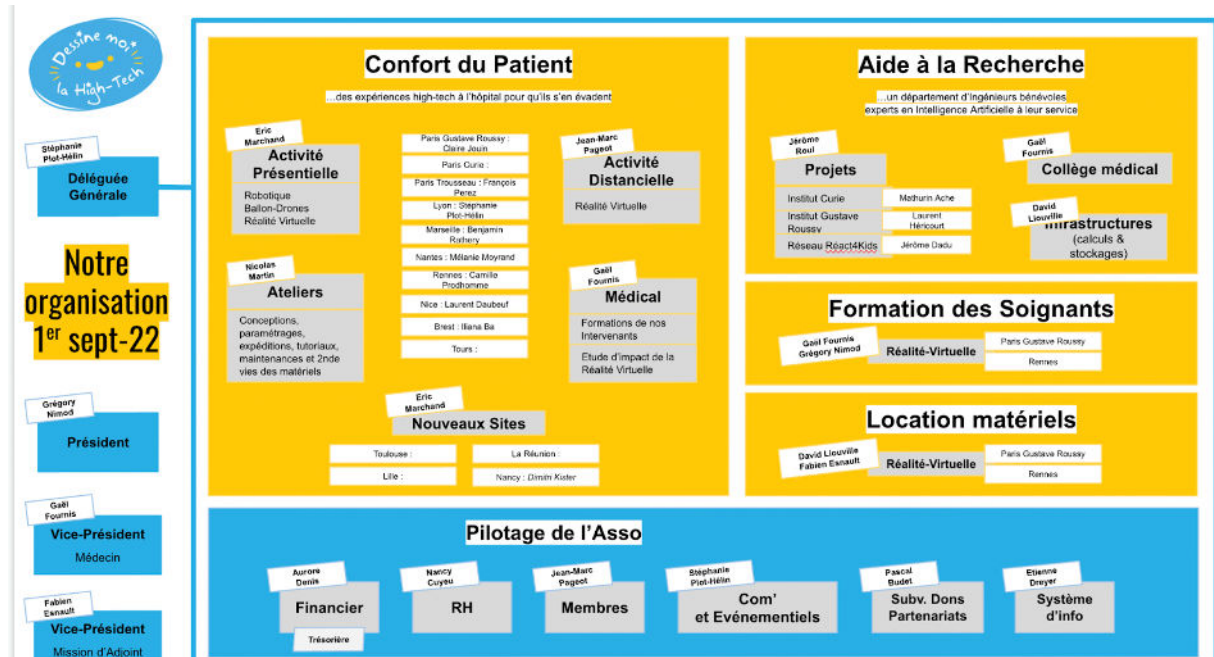 Dessine moi
la High-Tech
Stéphanie
Plot-Hélin
Déléguée
Générale
Notre
organisation
1er sept-22
Grégory
Nimod
Président
Gaël
Fournis
Vice-Président
Médecin
Fabien
Esnault
Vice-Président
Mission d'Adjoint
Confort du Patient
...des expériences high-tech à l'hôpital pour qu'ils s'en évadent
Eric
Marchand
Activité
Présentielle
Robotique
Ballon-Drones
Réalité Virtuelle
Nicolas
Martin
Ateliers
Conceptions,
paramétrages,
expéditions, tutoriaux,
maintenances et 2nde
vies des matériels
Paris Gustave Roussy :
Claire Jouin
Paris Curie :
Paris Trousseau : François
Perez
Lyon : Stéphanie
Plot-Hélin
Marseille : Benjamin
Rathery
Nantes : Mélanie Moyrand
Rennes : Camille
Prodhomme
Nice : Laurent Daubeuf
Brest : Iliana Ba
Tours :
Jean-Marc
Pageot
Activité
Distancielle
Réalité Virtuelle
Gaël
Fournis
Médical
Formations de nos
Intervenants
Etude d'impact de la
Réalité Virtuelle
Eric
Marchand
Nouveaux Sites
Toulouse :
La Réunion :
Lille :
Nancy : Dimitri Kister
Aide à la Recherche
...un département d'Ingénieurs bénévoles
experts en Intelligence Artificielle à leur service
Jérôme
Roul
Projets
Institut Curie
Mathurin Ache
Institut Gustave
Roussy
Laurent
Héricourt
Réseau Réact4Kids
Jérôme Dadu
Gaël
Fournis
Collège médical
David
Liouville
Infrastructures
(calculs &
stockages)
Formation des Soignants
Gaël Fournis
Grégory Nimod
Réalité-Virtuelle
Paris Gustave Roussy
Rennes
Location matériels
David Liouville
Fabien Esnault
Réalité-Virtuelle
Paris Gustave Roussy
Rennes
Pilotage de l'Asso
Aurore
Denis
Financier
Trésorière
Nancy
Cuyeu
RH
Jean-Marc
Pageot
Membres
Stéphanie
Plot-Hélin
Com'
et Evénementiels
Pascal
Budet
Subv. Dons
Partenariats
Etienne
Dreyer
Système
d'info